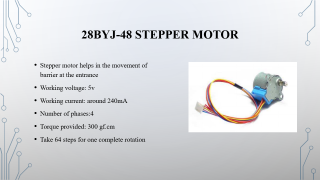 28BYJ-48 STEPPER MOTOR
• Stepper motor helps in the movement of
barrier at the entrance
• Working voltage: 5v
• Working current: around 240mA
• Number of phases:4
• Torque provided: 300 gf.cm
• Take 64 steps for one complete rotation